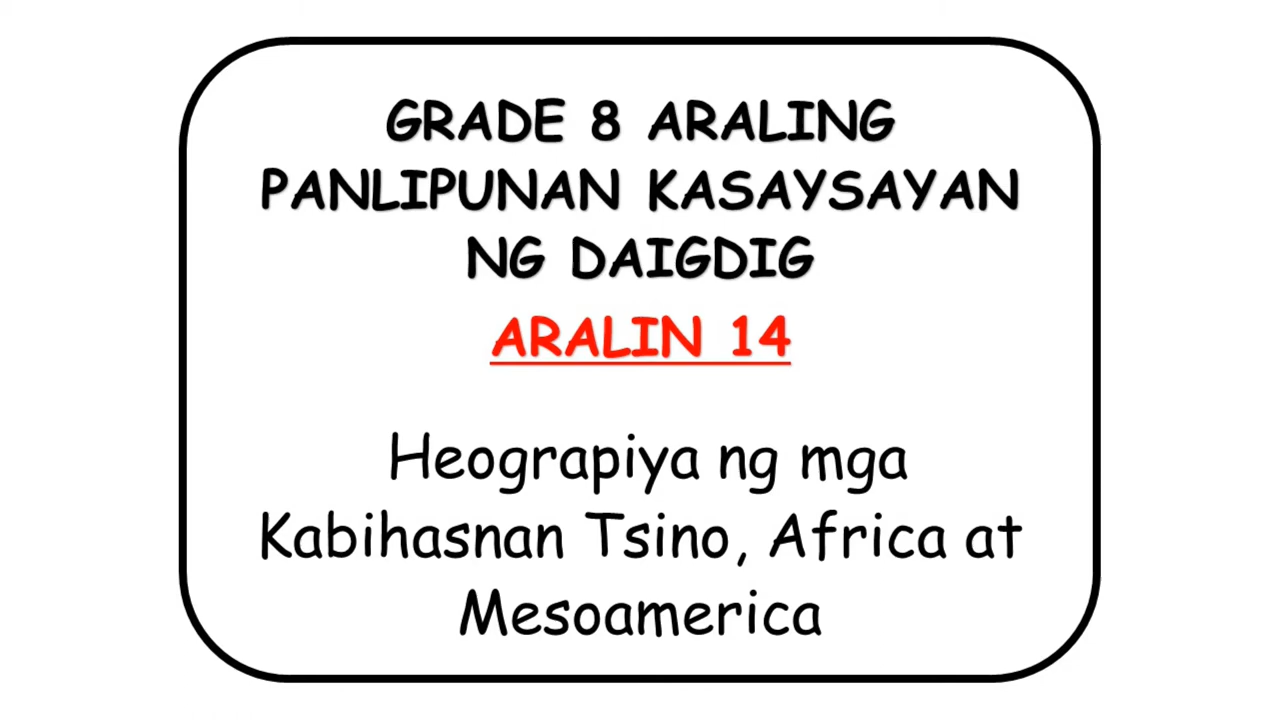 GRADE 8 ARALING
PANLIPUNAN KASAYSAYAN
NG DAIGDIG
ARALIN 14
Heograpiya ng mga
Kabihasnan Tsino, Africa at
Mesoamerica